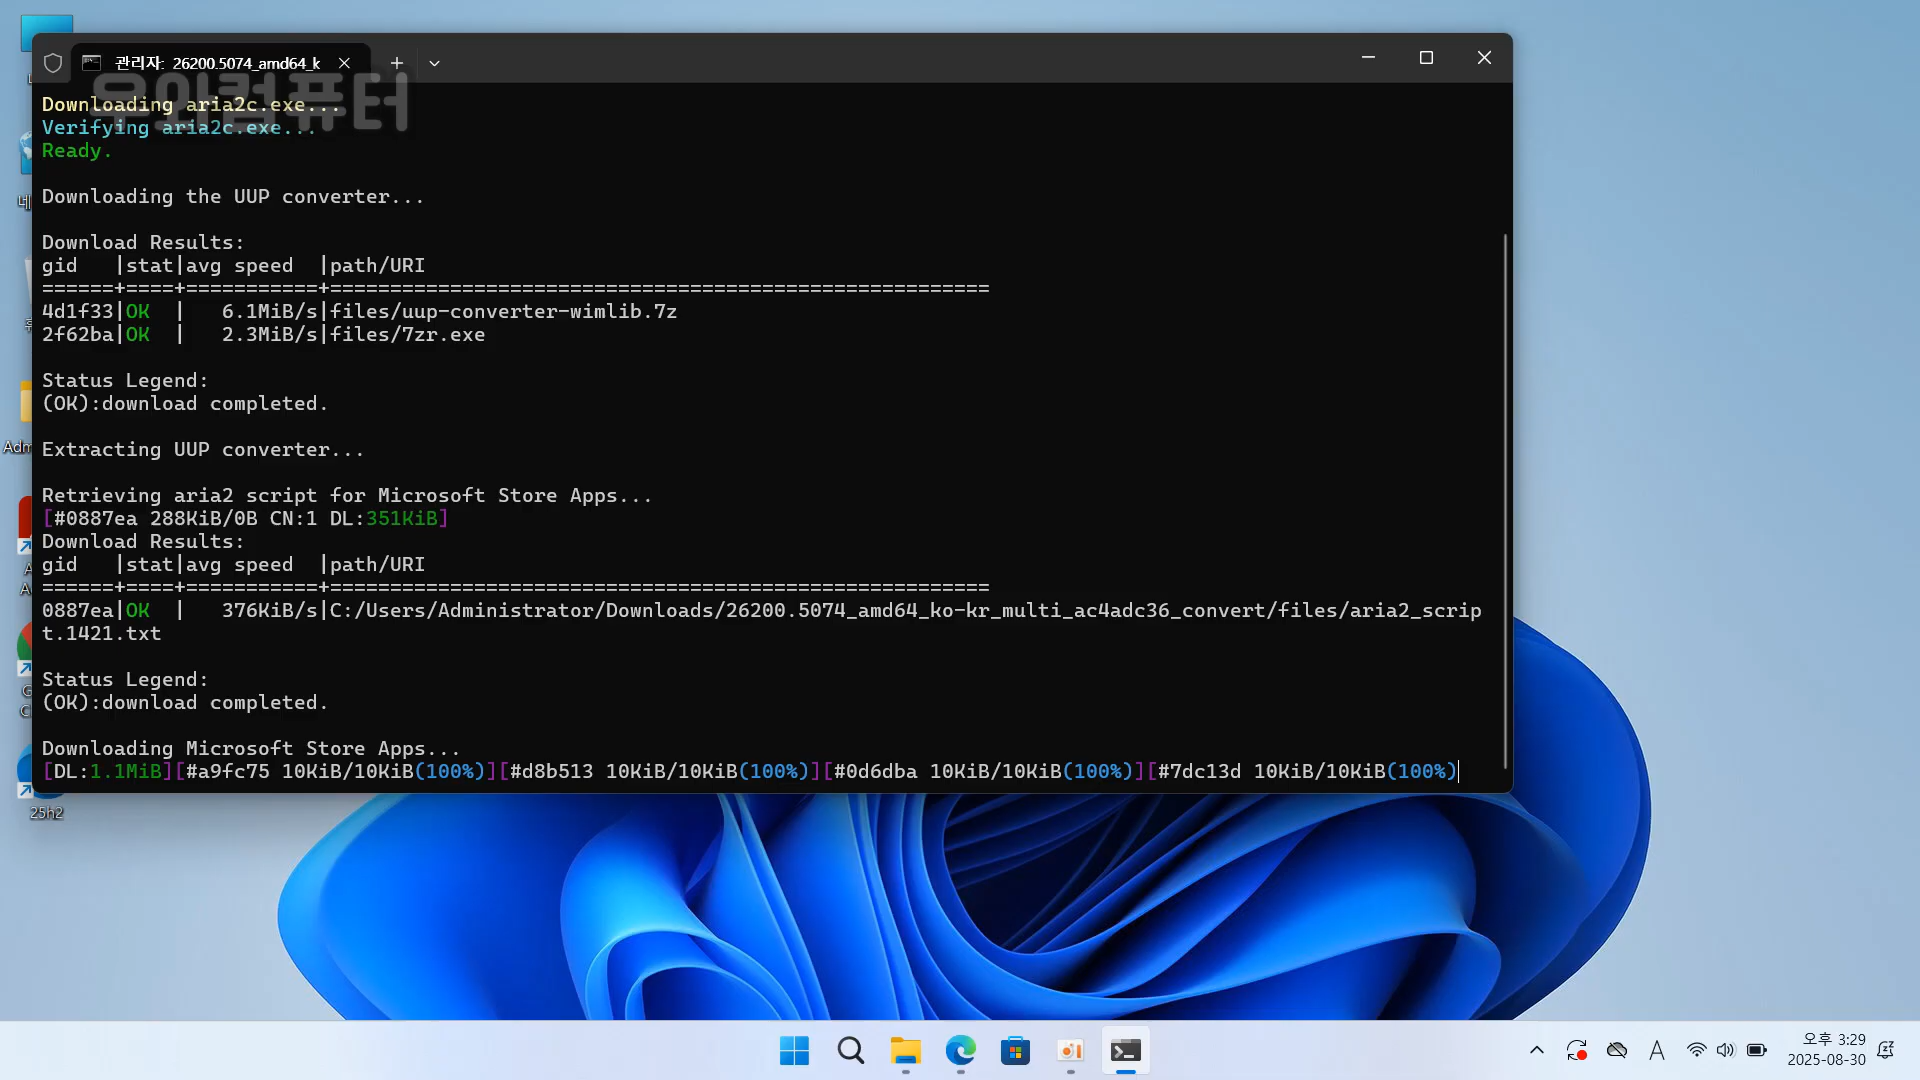 관리자: 26200.5074_amd64_k
우와컴퓨터
Downloading aria2c.exe...
Verifying aria2c.exe...
Ready.
Downloading the UUP converter...
Download Results:
gid   |stat|avg speed  |path/URI
======+====+===========+=======================================================
4d1f33|OK  |   6.1MiB/s|files/uup-converter-wimlib.7z
2f62ba|OK  |   2.3MiB/s|files/7zr.exe
Status Legend:
(OK):download completed.
Extracting UUP converter...
Retrieving aria2 script for Microsoft Store Apps...
[#0887ea 288KiB/0B CN:1 DL:351KiB]
Download Results:
gid   |stat|avg speed  |path/URI
======+====+===========+=======================================================
0887ea|OK  |   376KiB/s|C:/Users/Administrator/Downloads/26200.5074_amd64_ko-kr_multi_ac4adc36_convert/files/aria2_scrip
t.1421.txt
Status Legend:
(OK):download completed.
Downloading Microsoft Store Apps...
[DL:1.1MiB][#a9fc75 10KiB/10KiB(100%)][#d8b513 10KiB/10KiB(100%)][#0d6dba 10KiB/10KiB(100%)][#7dc13d 10KiB/10KiB(100%)
25h2
A
오후 3:29
2025-08-30